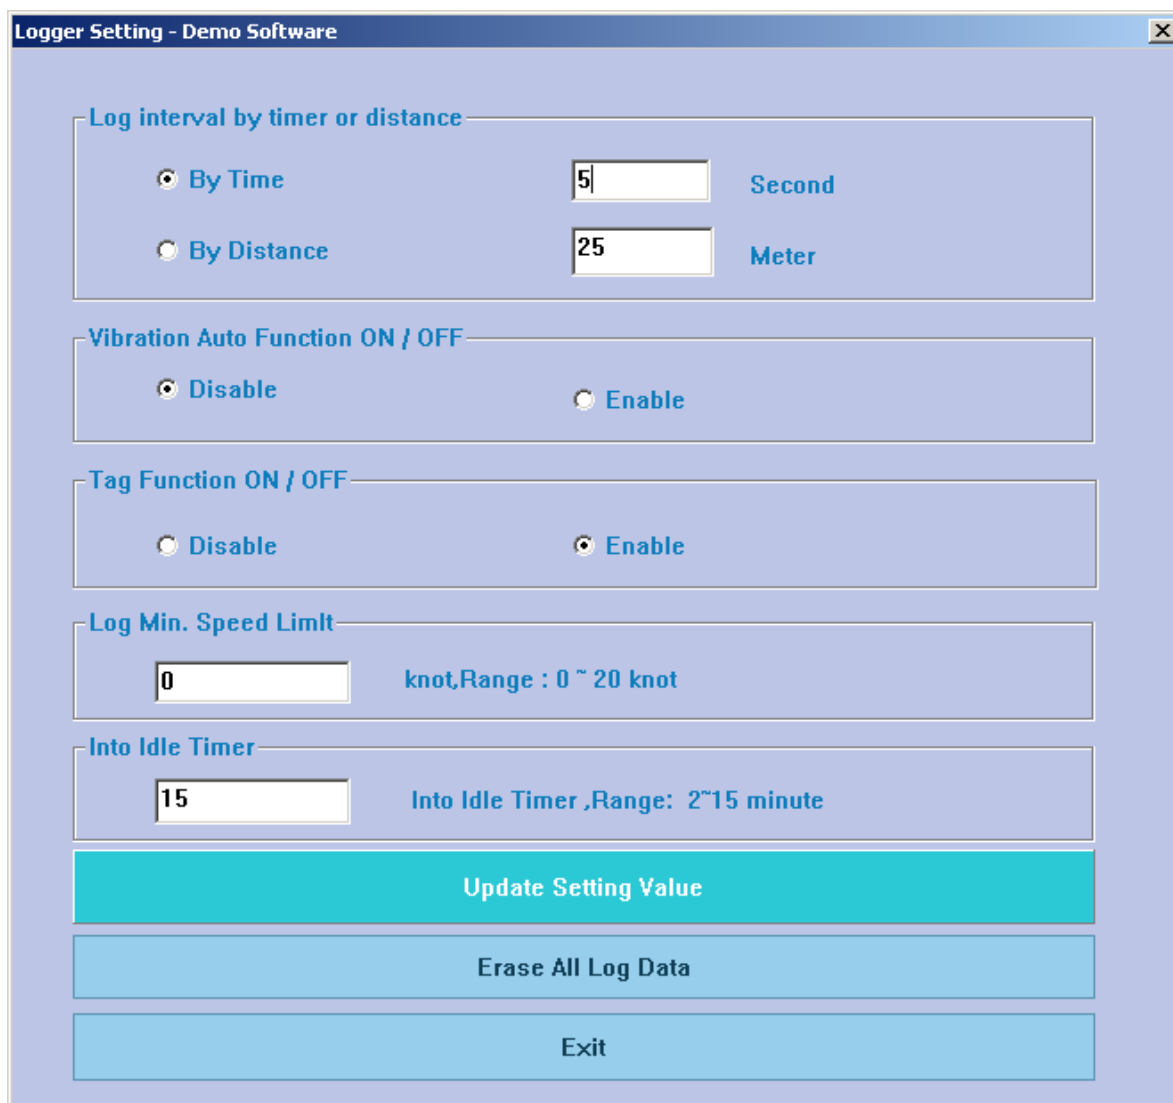 Logger Setting - Demo Software
Log interval by timer or distance
By Time 5 Second
By Distance 25 Meter
Vibration Auto Function ON / OFF
Disable Enable
Tag Function ON / OFF
Disable Enable
Log Min. Speed LimIt
0 knot,Range : 0 ~ 20 knot
Into Idle Timer
15 Into Idle Timer ,Range: 2~15 minute
Update Setting Value
Erase All Log Data
Exit